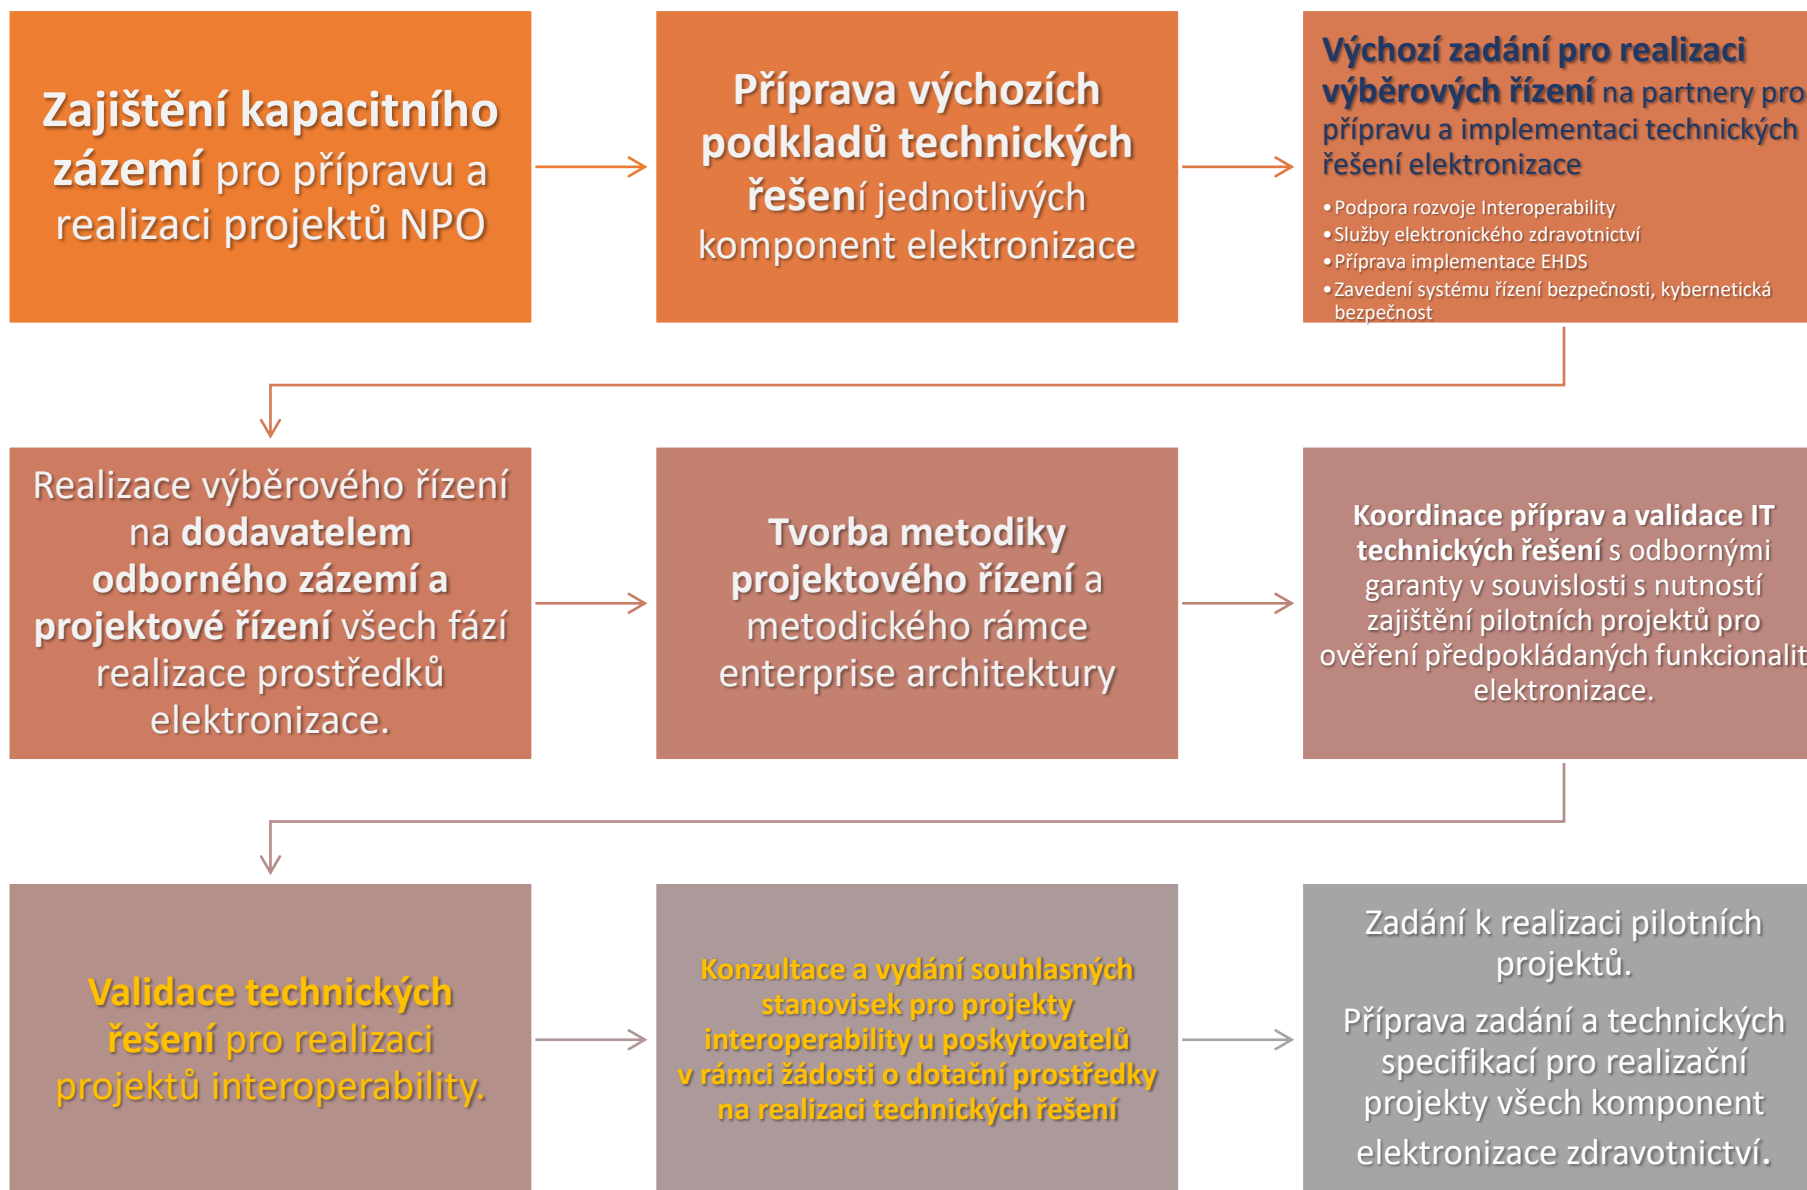 Zajištění kapacitního
zázemí pro přípravu a
realizaci projektů NPO
Příprava výchozích
podkladů technických
řešení jednotlivých
komponent elektronizace
Výchozí zadání pro realizaci
výběrových řízení na partnery pro
přípravu a implementaci technických
řešení elektronizace
•Podpora rozvoje Interoperability
•Služby elektronického zdravotnictví
•Příprava implementace EHDS
•Zavedení systému řízení bezpečnosti, kybernetická
bezpečnost
Realizace výběrového řízení
na dodavatelem
odborného zázemí a
projektové řízení všech fází
realizace prostředků
elektronizace.
Tvorba metodiky
projektového řízení a
metodického rámce
enterprise architektury
Koordinace příprav a validace IT
technických řešení s odbornými
garanty v souvislosti s nutností
zajištění pilotních projektů pro
ověření předpokládaných funkcionalit
elektronizace.
Validace technických
řešení pro realizaci
projektů interoperability.
Konzultace a vydání souhlasných
stanovisek pro projekty
interoperability u poskytovatelů
v rámci žádosti o dotační prostředky
na realizaci technických řešení
Zadání k realizaci pilotních
projektů.
Příprava zadání a technických
specifikací pro realizační
projekty všech komponent
elektronizace zdravotnictví.